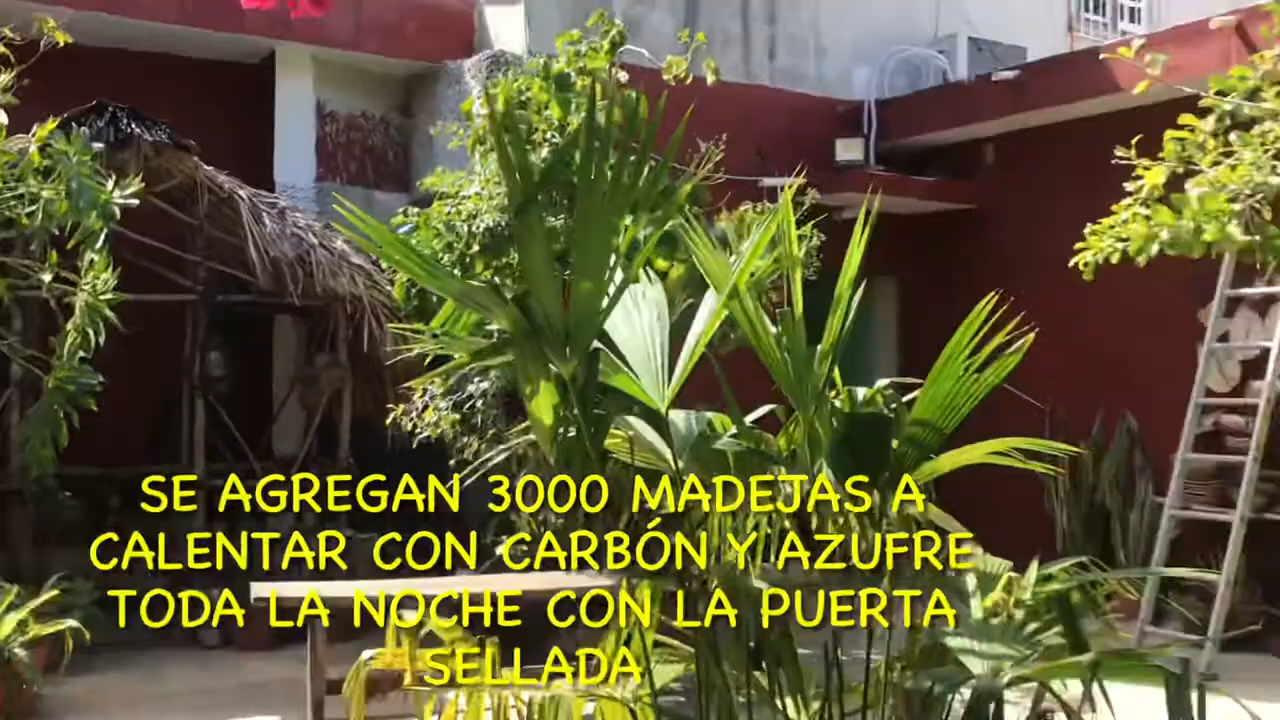 SE AGREGAN 3000 MADEJAS A
CALENTAR CON CARBÓN Y AZUFRE
TODA LA NOCHE CON LA PUERTA
SELLADA